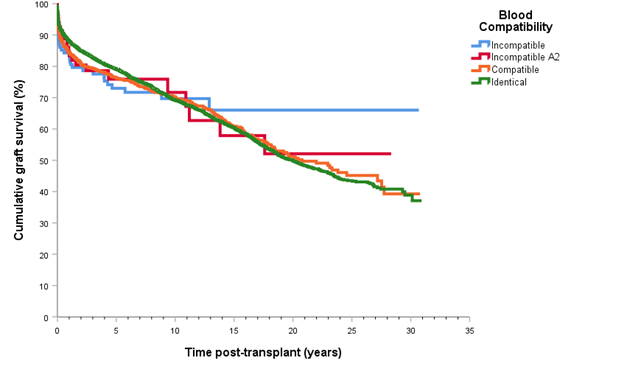 Blood
Compatibility
Incompatible
Incompatible A2
Compatible
Identical
Cumulative graft survival (%)
100
90
80
70
60
50
40
30
20
10
0
0 5 10 15 20 25 30 35
Time post-transplant (years)